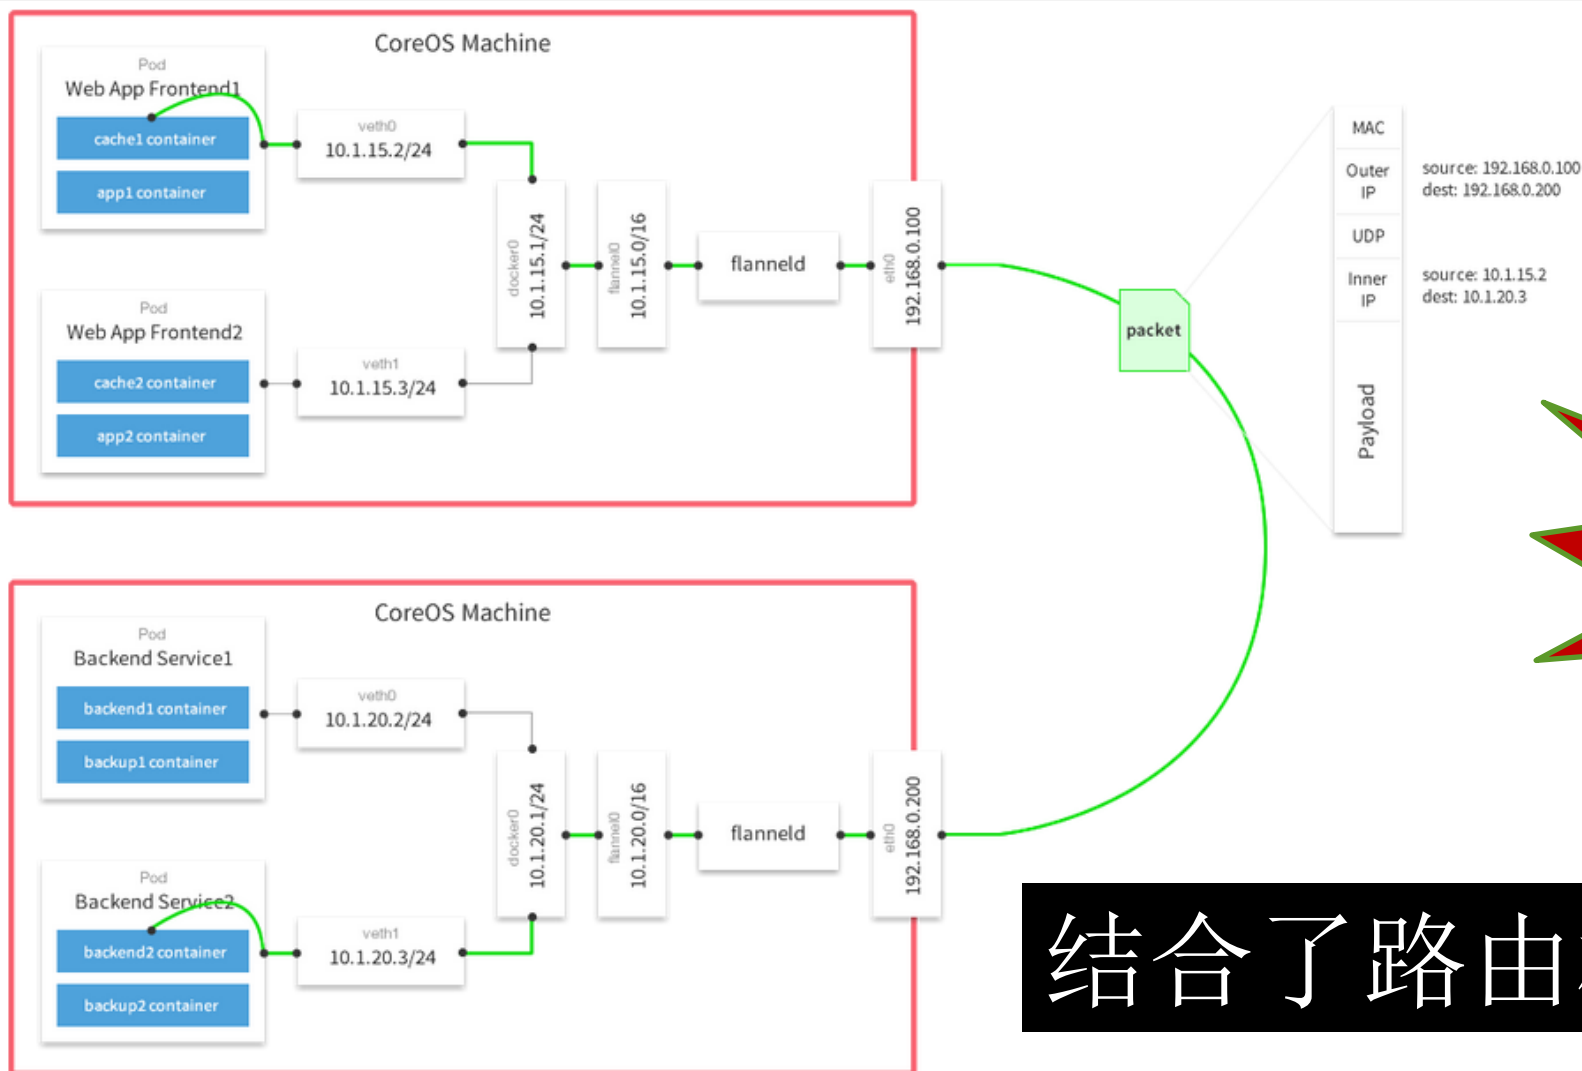 CoreOS Machine
Pod
Web App Frontend1
cache1 container
app1 container
veth0
10.1.15.2/24
Pod
Web App Frontend2
cache2 container
app2 container
veth1
10.1.15.3/24
docker0
10.1.15.1/24
flannel0
10.1.15.0/16
flanneld
eth0
192.168.0.100
packet
MAC
Outer
IP
source: 192.168.0.100
dest: 192.168.0.200
UDP
Inner
IP
source: 10.1.15.2
dest: 10.1.20.3
Payload
CoreOS Machine
Pod
Backend Service1
backend1 container
backup1 container
veth0
10.1.20.2/24
Pod
Backend Service2
backend2 container
backup2 container
veth1
10.1.20.3/24
docker0
10.1.20.1/24
flannel0
10.1.20.0/16
flanneld
eth0
192.168.0.200
结合了路由